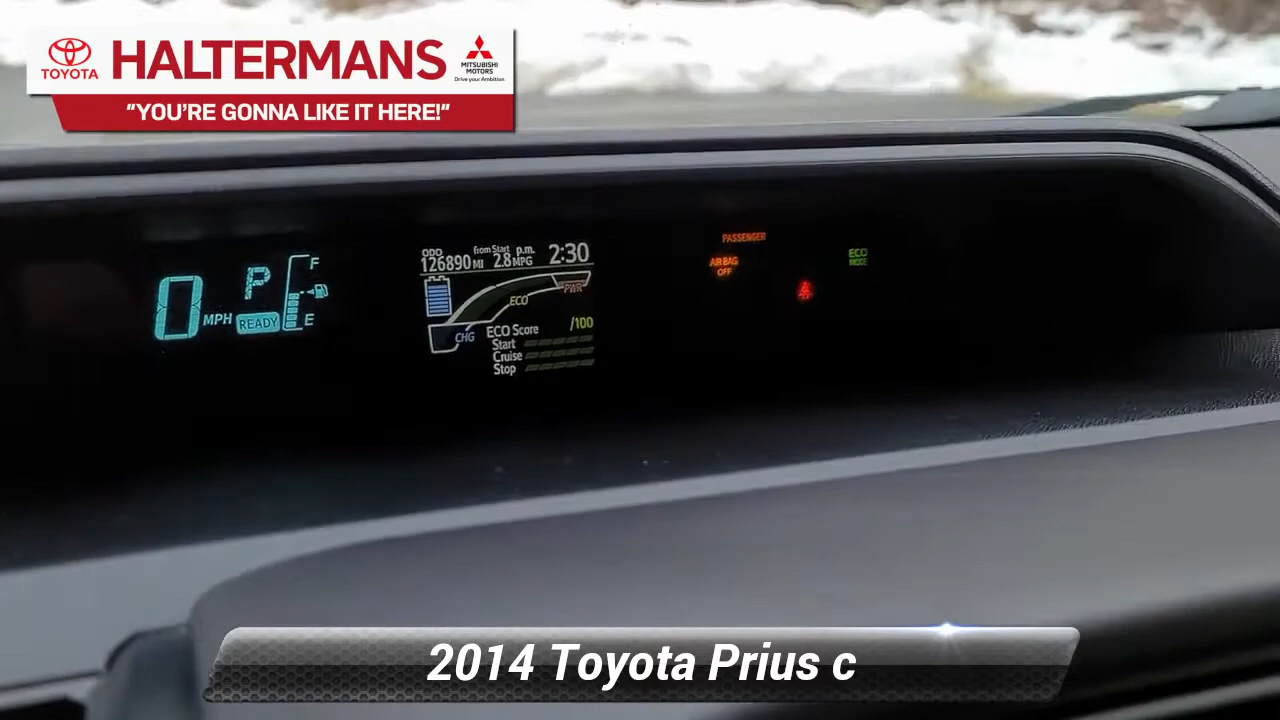 TOYOTA
HALTERMANS
MITSUBISHI
MOTORS
Drive your Ambition
"YOU'RE GONNA LIKE IT HERE!"
0 MPH
P
READY
F
E
ODO
126890 MI
from Start
2.8 MPG
p.m. 2:30
PWR
ECO
CHG
ECO Score /100
Start
Cruise
Stop
PASSENGER
AIR BAG
OFF
ECO
MODE
2014 Toyota Prius c